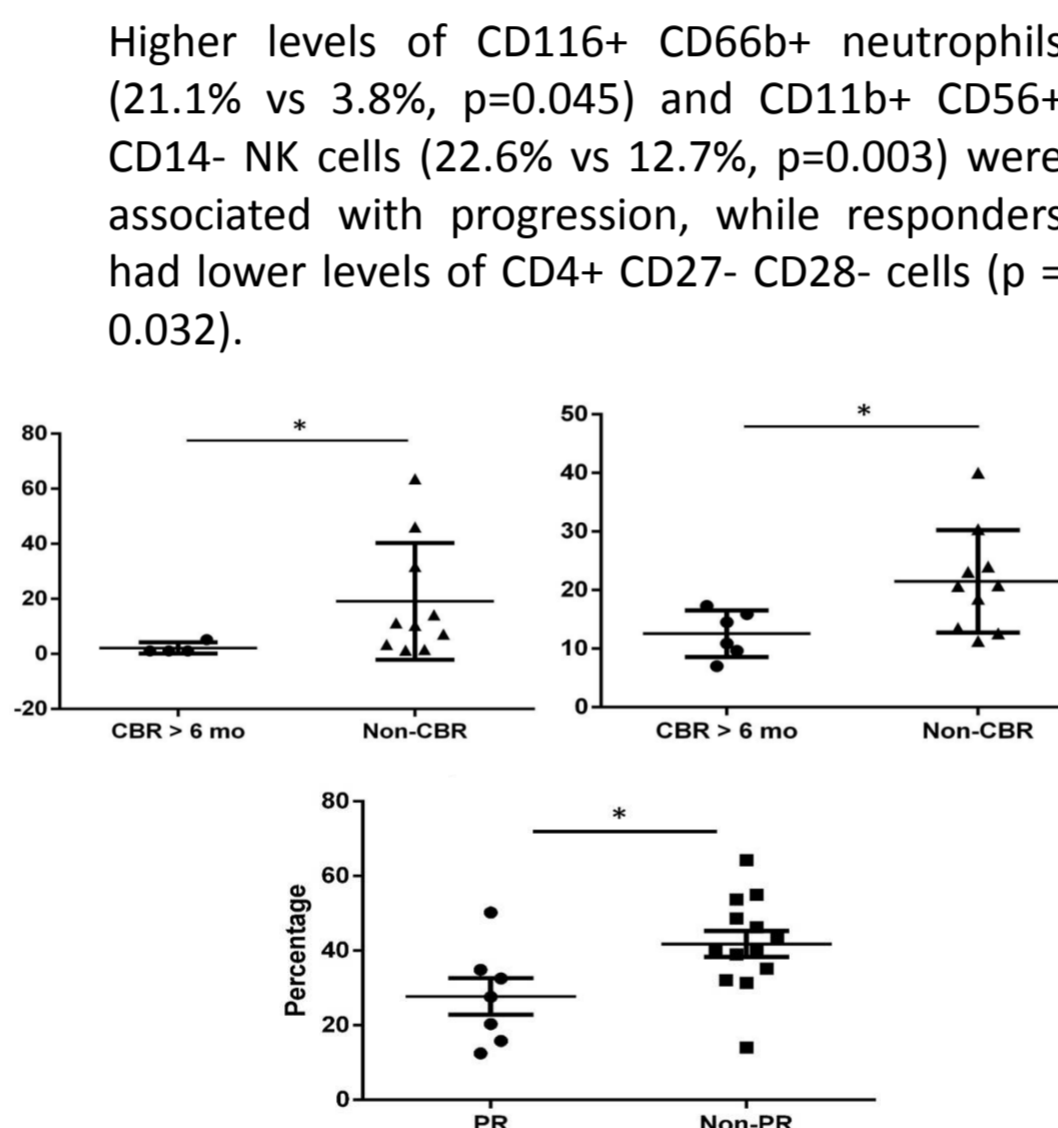 Higher levels of CD116+ CD66b+ neutrophils
(21.1% vs 3.8%, p=0.045) and CD11b+ CD56+
CD14- NK cells (22.6% vs 12.7%, p=0.003) were
associated with progression, while responders
had lower levels of CD4+ CD27- CD28- cells (p =
0.032).
*
80
60
40
20
0
-20
CBR > 6 mo Non-CBR
*
50
40
30
20
10
0
CBR > 6 mo Non-CBR
*
Percentage
80
60
40
20
0
PR Non-PR